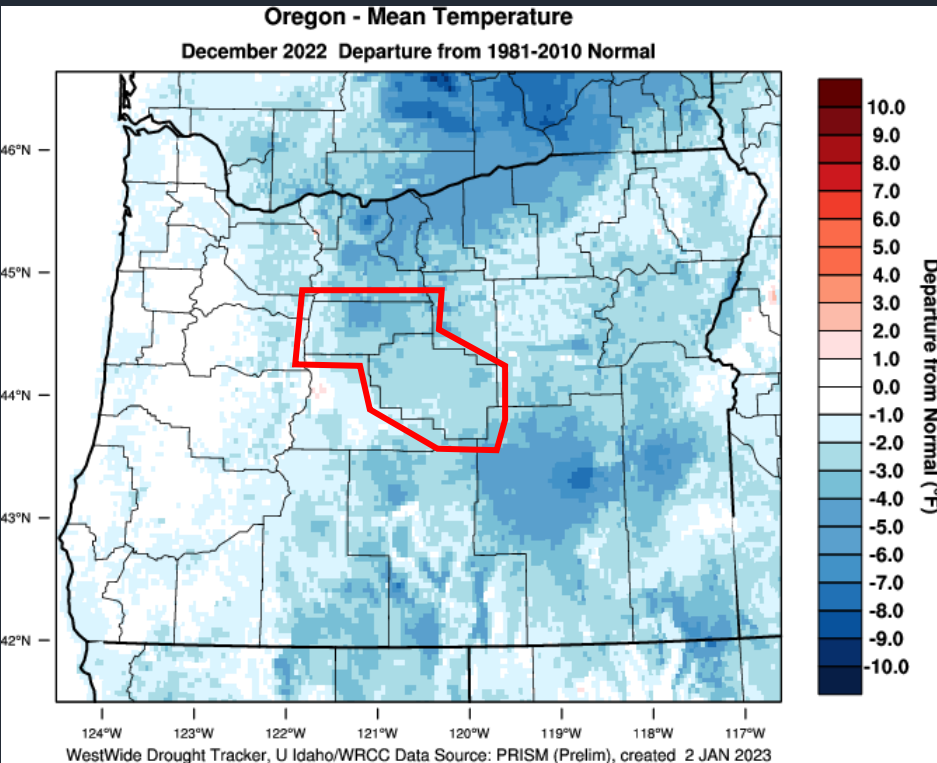 Oregon - Mean Temperature
December 2022 Departure from 1981-2010 Normal
46°N
45°N
44°N
43°N
42°N
124°W 123°W 122°W 121°W 120°W 119°W 118°W 117°W
10.0
9.0
8.0
7.0
6.0
5.0
4.0
3.0
2.0
1.0
0.0
-1.0
-2.0
-3.0
-4.0
-5.0
-6.0
-7.0
-8.0
-9.0
-10.0
Departure from Normal (°F)
WestWide Drought Tracker, U Idaho/WRCC Data Source: PRISM (Prelim), created 2 JAN 2023